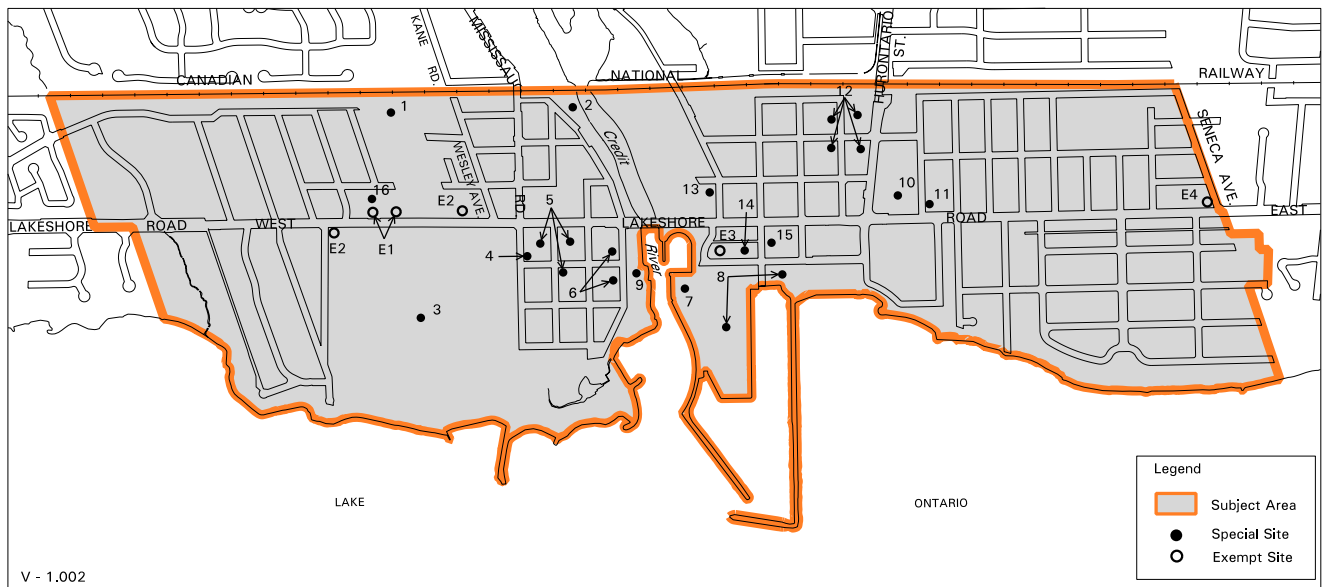 KANE RD
MISSISSAUGA
HURONTARIO ST.
CANADIAN
NATIONAL
RAILWAY
1
2
12
Credit
WESLEY AVE.
SENECA AVE.
16
E2
RD
5
13
14
10
11
E4
LAKESHORE
ROAD
WEST
E2
E1
LAKESHORE
ROAD
EAST
4
6
9
River
E3
15
8
7
3
LAKE
ONTARIO
Legend
Subject Area
Special Site
Exempt Site
V - 1.002